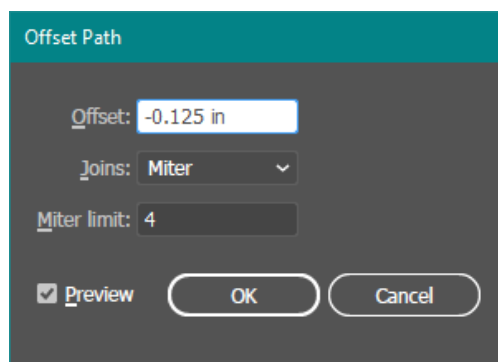 Offset Path
Offset: -0.125 in
Joins: Miter
Miter limit: 4
Preview OK Cancel